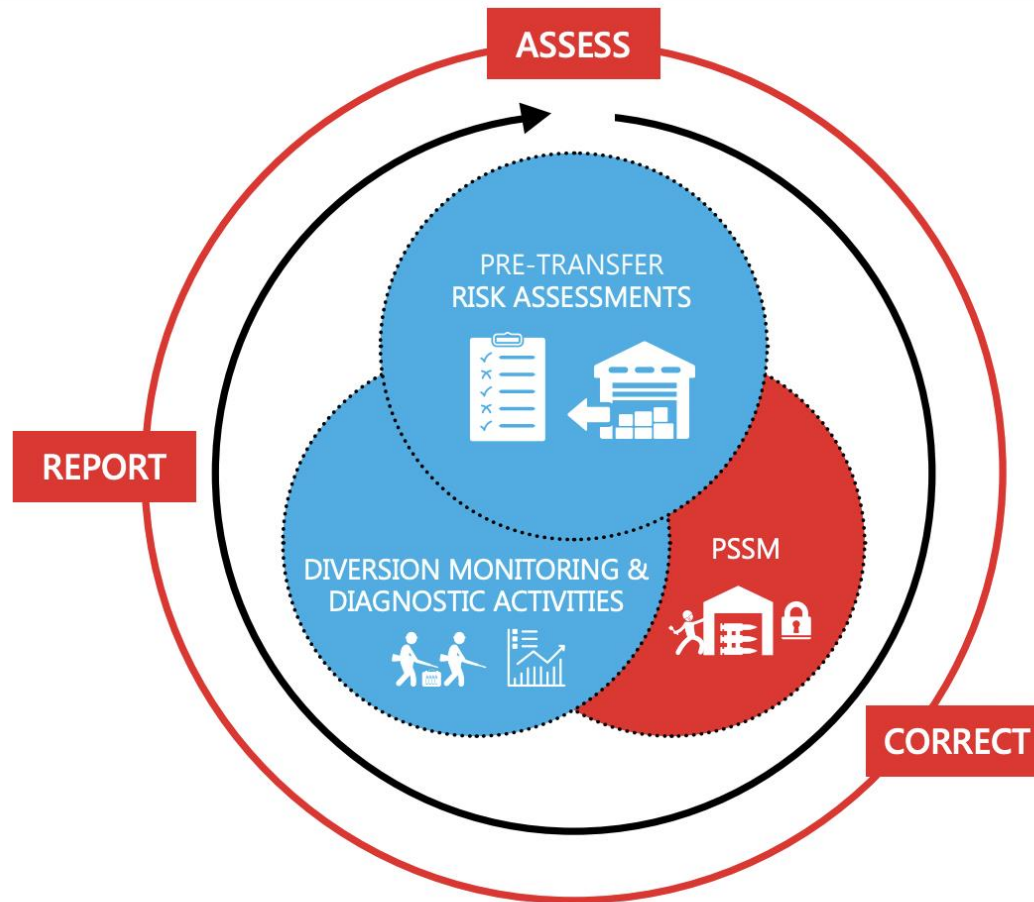 ASSESS
PRE-TRANSFER
RISK ASSESSMENTS
REPORT
DIVERSION MONITORING &
DIAGNOSTIC ACTIVITIES
PSSM
CORRECT